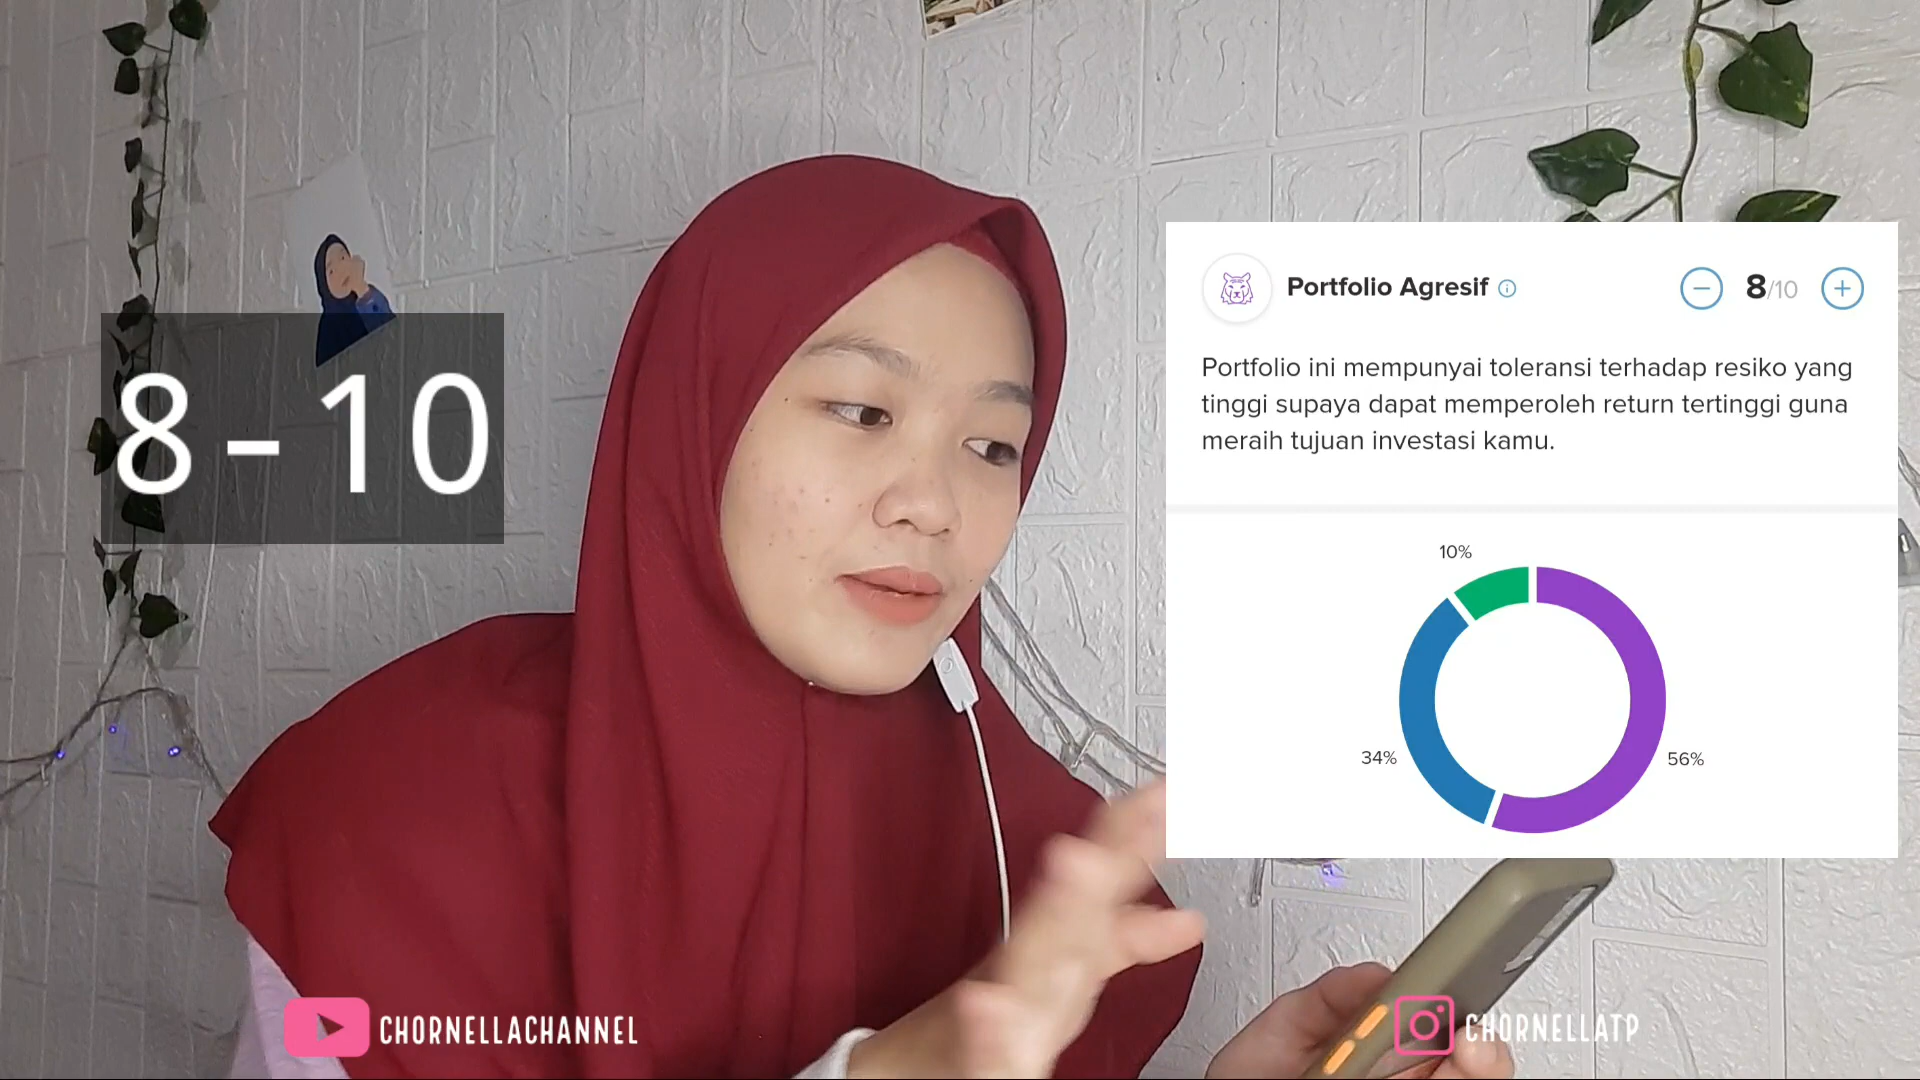 8 - 10
Portfolio Agresif
8/10
Portfolio ini mempunyai toleransi terhadap resiko yang
tinggi supaya dapat memperoleh return tertinggi guna
meraih tujuan investasi kamu.
10%
34%
56%
CHORNELLACHANNEL
CHORNELLATP